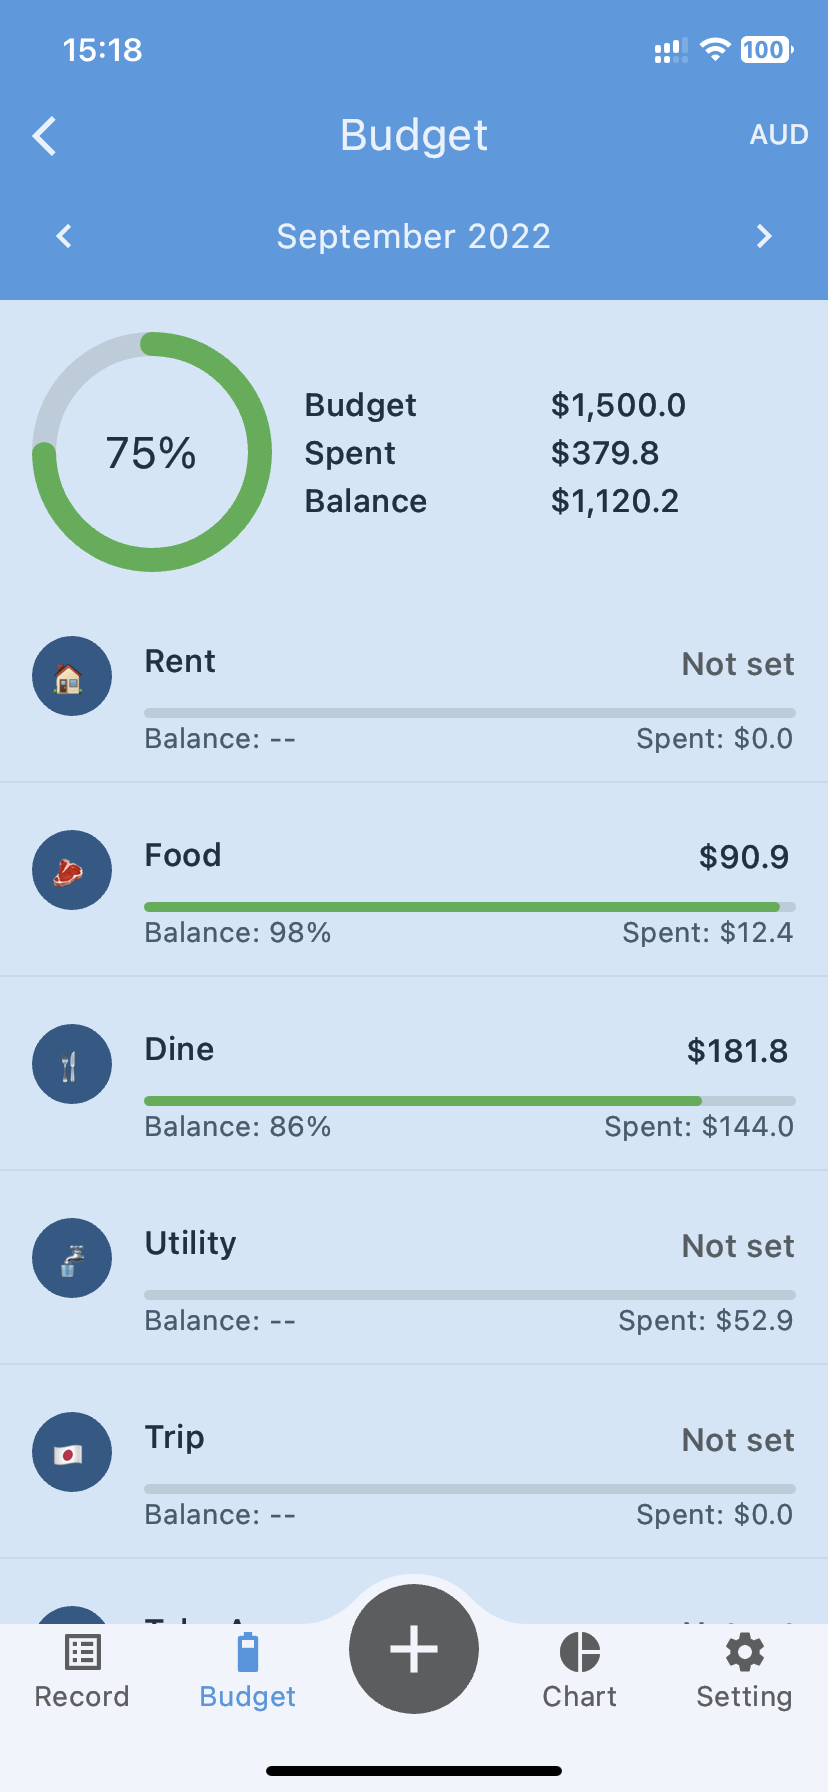 15:18
100
Budget
AUD
September 2022
75%
Budget $1,500.0
Spent $379.8
Balance $1,120.2
Rent Not set
Balance: -- Spent: $0.0
Food $90.9
Balance: 98% Spent: $12.4
Dine $181.8
Balance: 86% Spent: $144.0
Utility Not set
Balance: -- Spent: $52.9
Trip Not set
Balance: -- Spent: $0.0
Record Budget Chart Setting